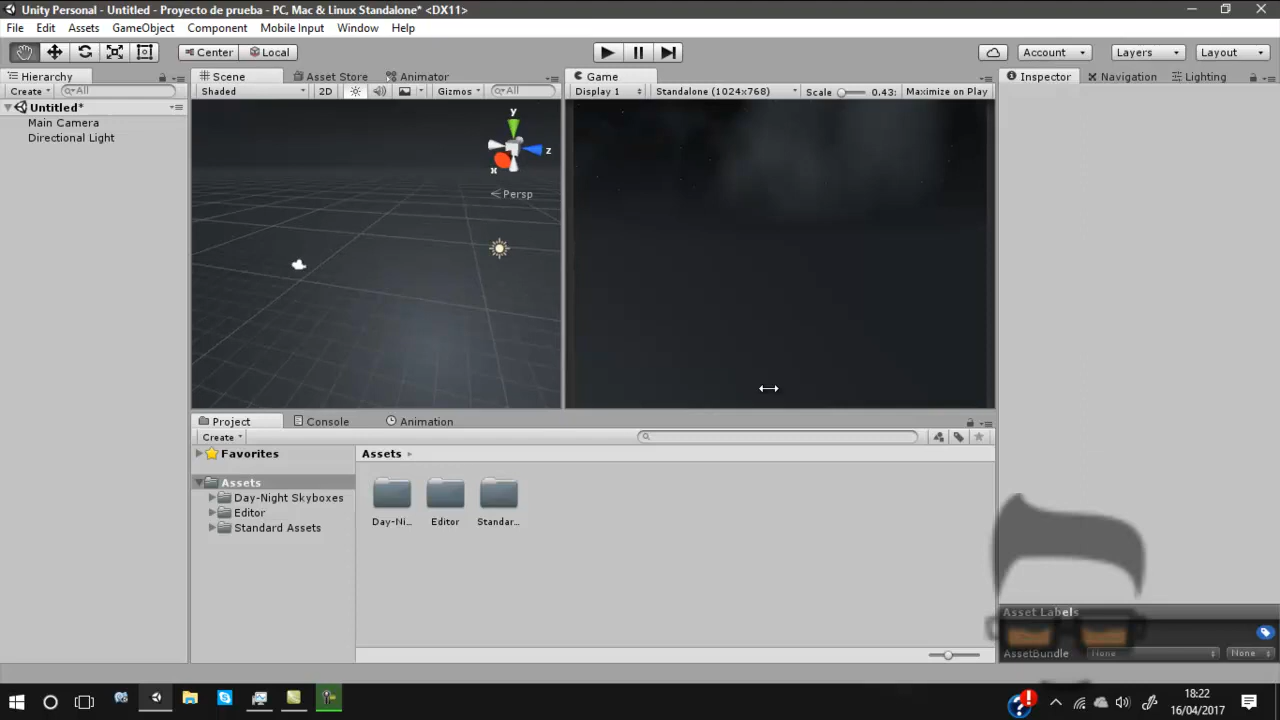 Unity Personal - Untitled - Proyecto de prueba - PC, Mac & Linux Standalone* <DX11>
File Edit Assets GameObject Component Mobile Input Window Help
Center Local Account Layers Layout
Hierarchy Scene Asset Store Animator Game Inspector Navigation Lighting
Create All Shaded 2D Gizmos All Display 1 Standalone (1024x768) Scale 0.43: Maximize on Play
Untitled*
Main Camera
Directional Light
y
z
x
Persp
Project Console Animation
Create
Favorites Assets
Assets
Day-Night Skyboxes
Editor
Standard Assets
Day-Ni... Editor Standar...
Asset Labels
AssetBundle None None
18:22
16/04/2017